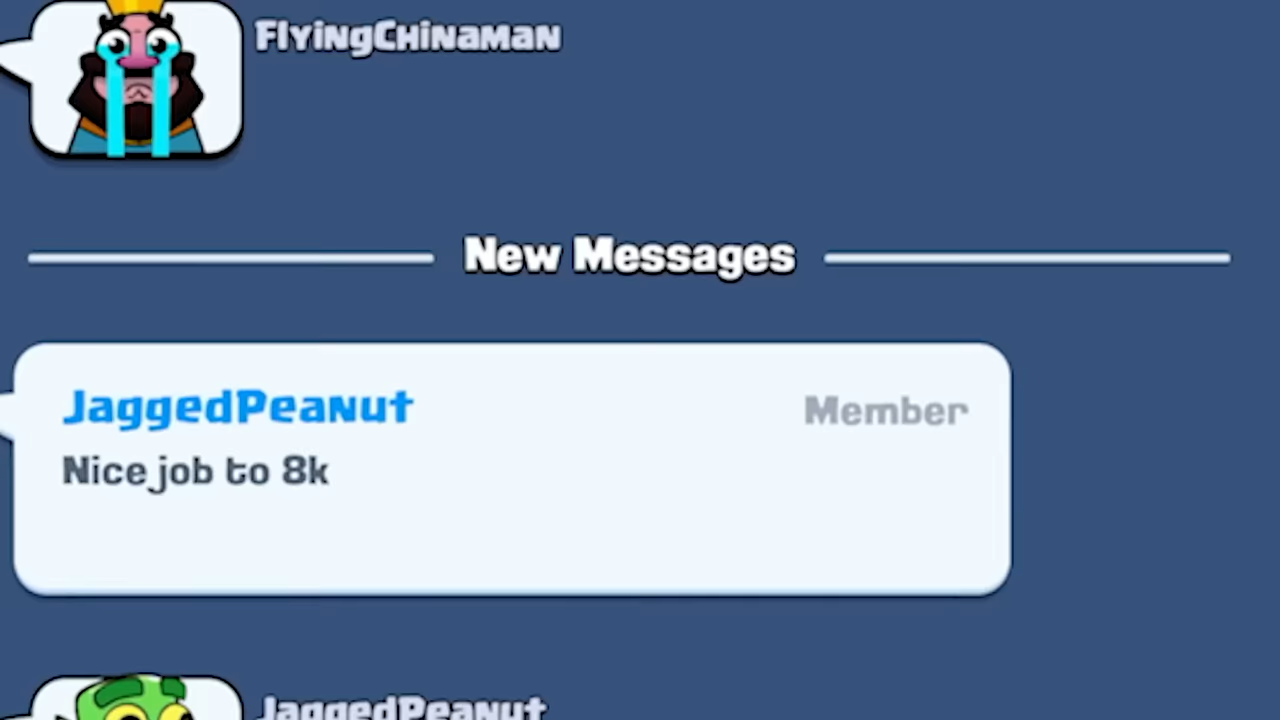 FlyingChinaman
New Messages
JaggedPeanut
Member
Nice job to 8k
JaggedPeanut